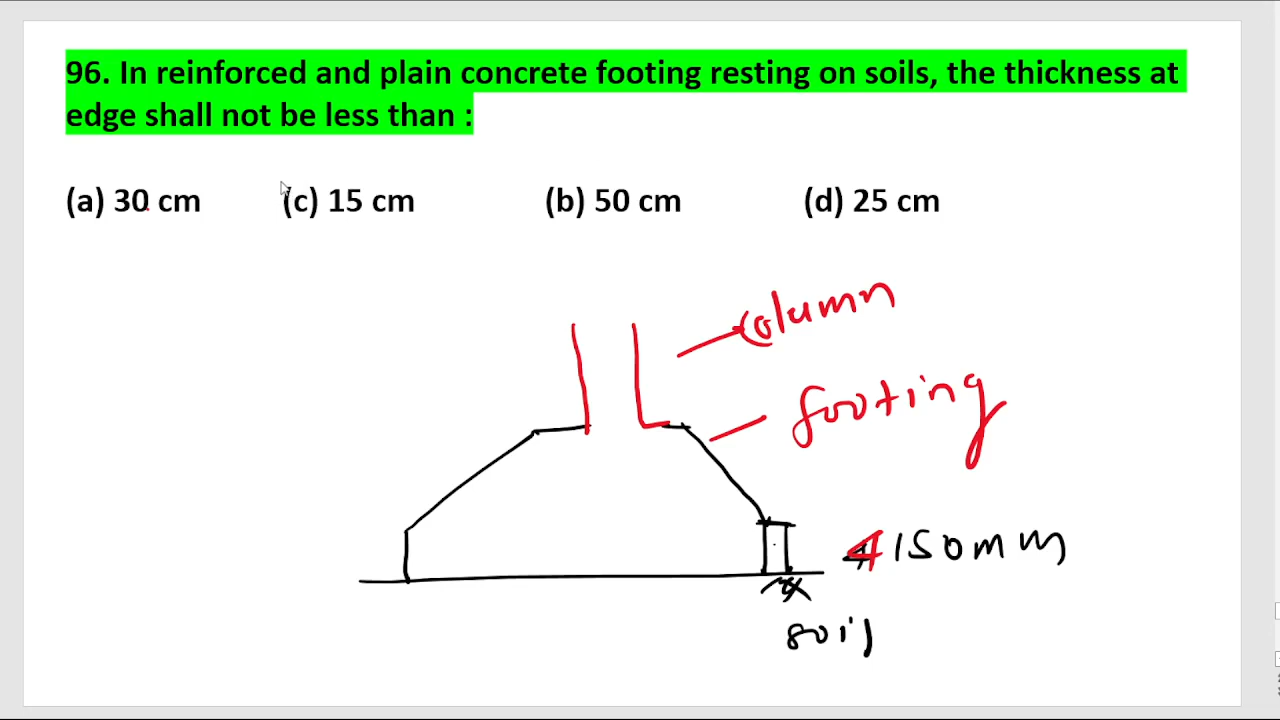 96. In reinforced and plain concrete footing resting on soils, the thickness at
edge shall not be less than :
(a) 30 cm (c) 15 cm (b) 50 cm (d) 25 cm
Column
footing
150mm
soil